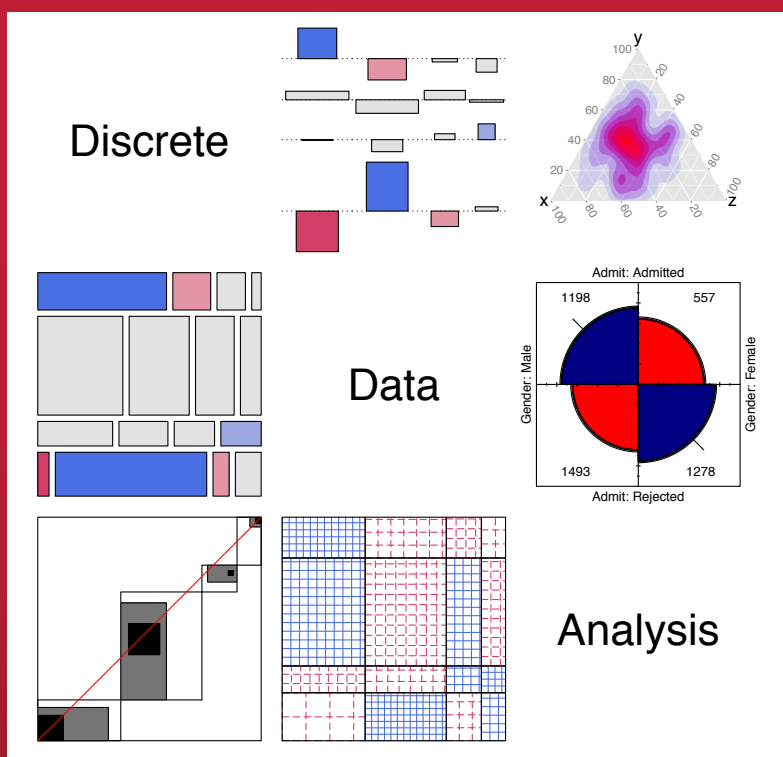 Discrete
y
100
80
60
40
20
20
40
60
80
100
x
z
100
80
60
40
20
Data
Admit: Admitted
1198
557
Gender: Male
Gender: Female
1493
1278
Admit: Rejected
Analysis